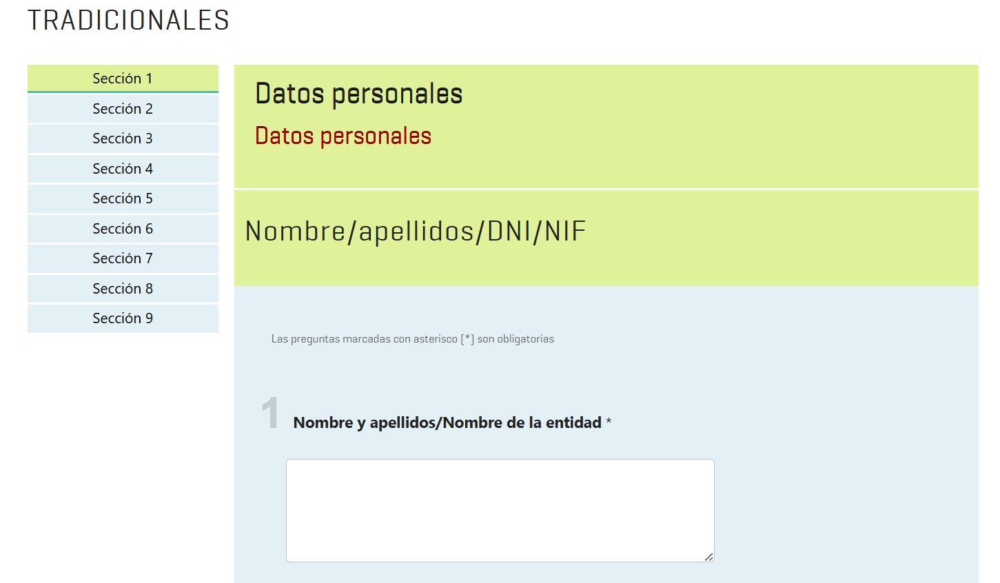 TRADICIONALES
Sección 1
Sección 2
Sección 3
Sección 4
Sección 5
Sección 6
Sección 7
Sección 8
Sección 9
Datos personales
Datos personales
Nombre/apellidos/DNI/NIF
Las preguntas marcadas con asterisco (*) son obligatorias
1 Nombre y apellidos/Nombre de la entidad *